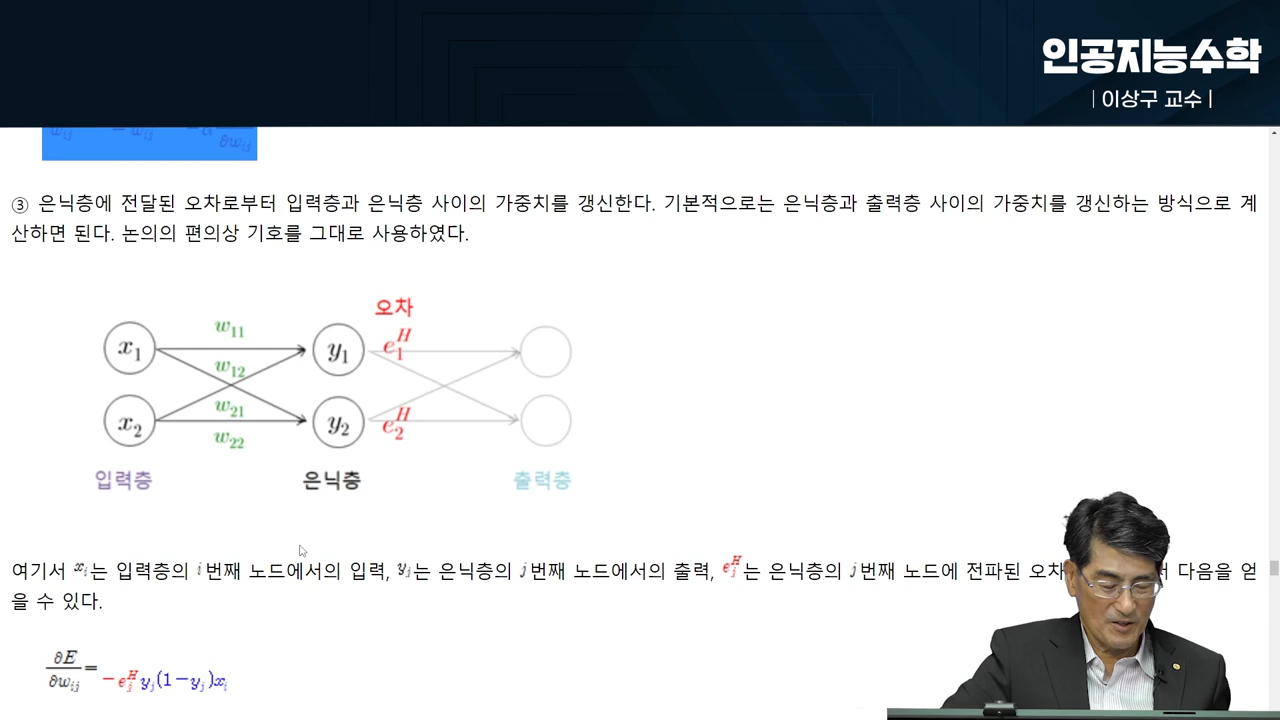 인공지능수학
| 이상구 교수 |
③ 은닉층에 전달된 오차로부터 입력층과 은닉층 사이의 가중치를 갱신한다. 기본적으로는 은닉층과 출력층 사이의 가중치를 갱신하는 방식으로 계
산하면 된다. 논의의 편의상 기호를 그대로 사용하였다.
오차
x₁ w₁₁ y₁ e₁ᴴ
w₁₂
w₂₁
x₂ w₂₂ y₂ e₂ᴴ
입력층 은닉층 출력층
여기서 xᵢ는 입력층의 i번째 노드에서의 입력, yⱼ는 은닉층의 j번째 노드에서의 출력, eⱼᴴ는 은닉층의 j번째 노드에 전파된 오차 다음을 얻
을 수 있다.
∂E/∂wᵢⱼ = −eⱼᴴ yⱼ(1−yⱼ)xᵢ